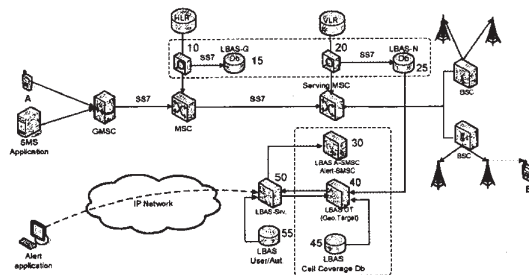 HLR
VLR
10
LBAS-G
Db
15
SS7
20
SS7
LBAS-N
Db
25
A
SMS
Application
GMSC
SS7
MSC
SS7
Serving MSC
BSC
BSC
B
30
LBAS A-SMSC
Alert-SMSC
50
LBAS-Srv.
40
LBAS GT
(Geo.Target)
IP Network
Alert
application
55
LBAS
User/Aut
45
LBAS
Cell Coverage Db